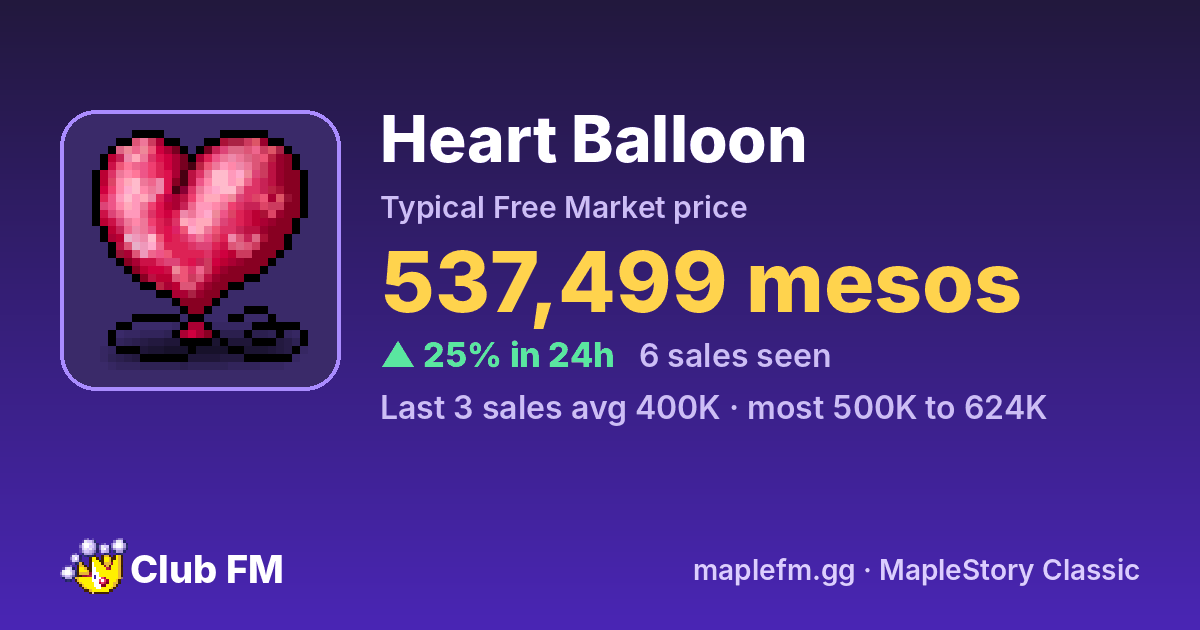 Heart Balloon
Typical Free Market price
537,499 mesos
▲ 25% in 24h 6 sales seen
Last 3 sales avg 400K · most 500K to 624K
Club FM
maplefm.gg · MapleStory Classic